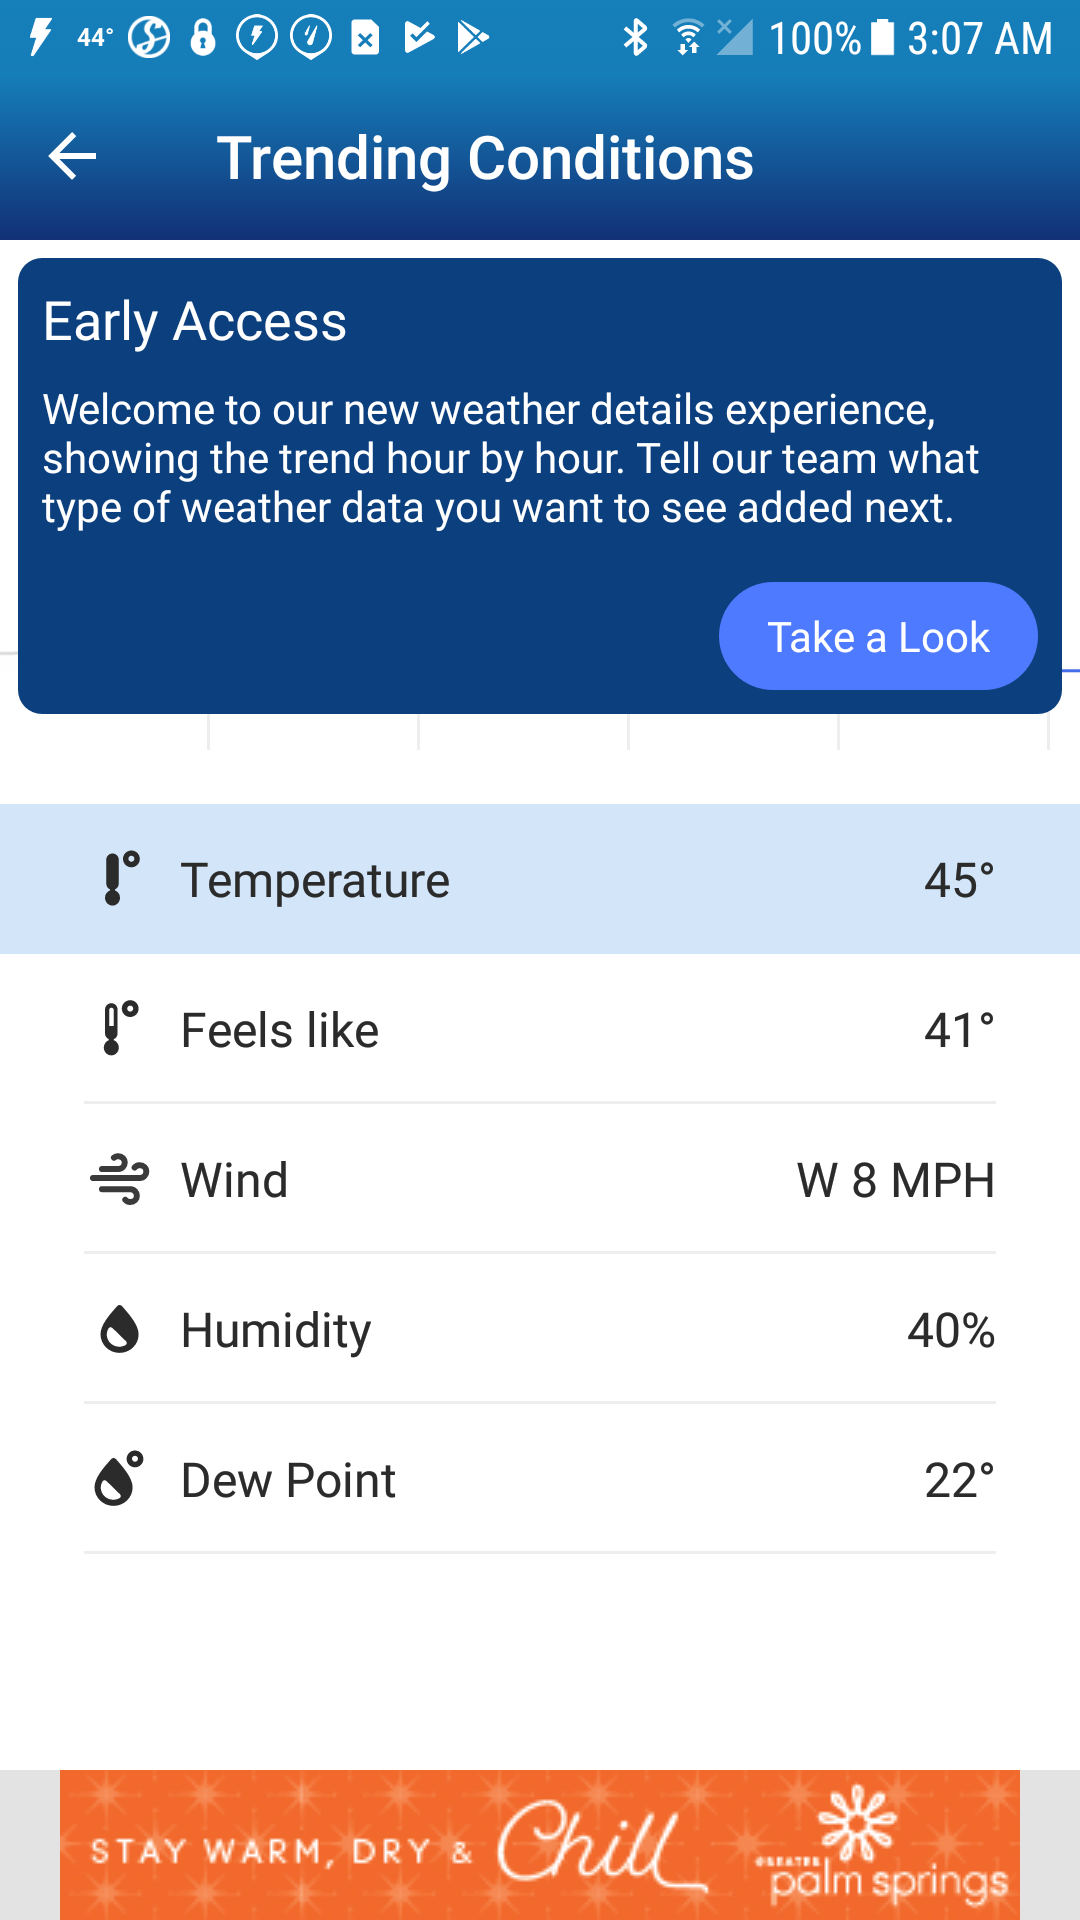 44° 100% 3:07 AM
Trending Conditions
Early Access
Welcome to our new weather details experience,
showing the trend hour by hour. Tell our team what
type of weather data you want to see added next.
Take a Look
Temperature 45°
Feels like 41°
Wind W 8 MPH
Humidity 40%
Dew Point 22°
STAY WARM, DRY & Chill
GREATER
palm springs